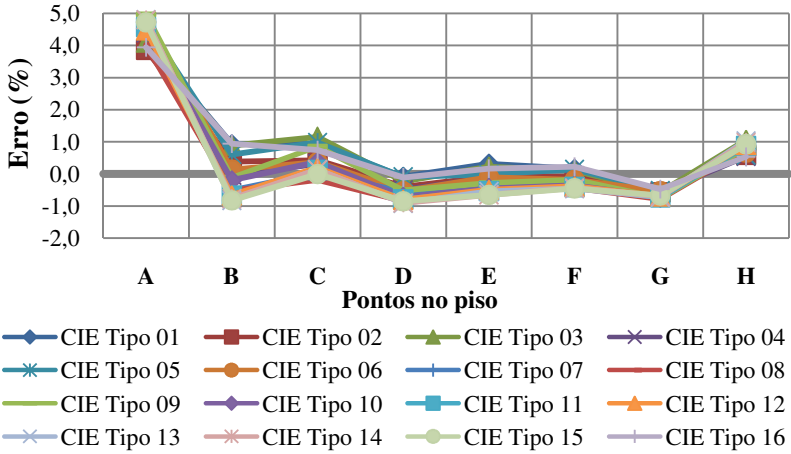 Erro (%)
5,0
4,0
3,0
2,0
1,0
0,0
-1,0
-2,0
A B C D E F G H
Pontos no piso
CIE Tipo 01 CIE Tipo 02 CIE Tipo 03 CIE Tipo 04
CIE Tipo 05 CIE Tipo 06 CIE Tipo 07 CIE Tipo 08
CIE Tipo 09 CIE Tipo 10 CIE Tipo 11 CIE Tipo 12
CIE Tipo 13 CIE Tipo 14 CIE Tipo 15 CIE Tipo 16